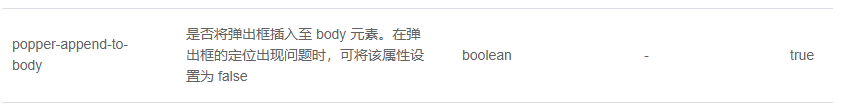 popper-append-to-
body
是否将弹出框插入至 body 元素。在弹
出框的定位出现问题时，可将该属性设
置为 false
boolean
-
true